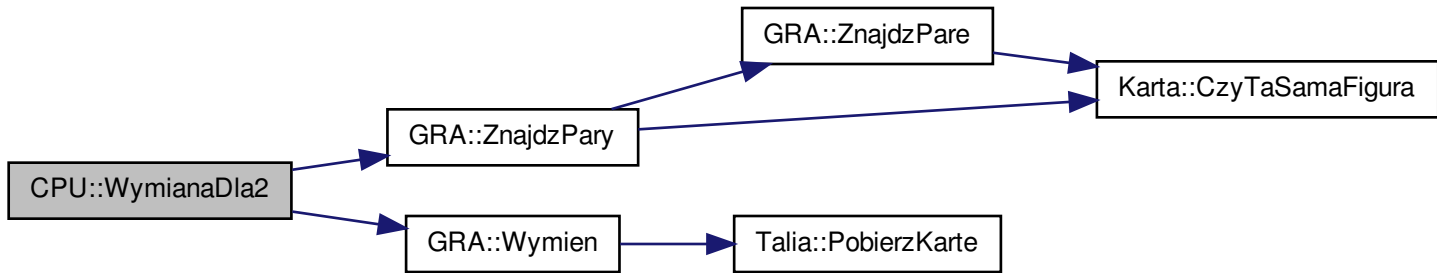 GRA::ZnajdzPare
Karta::CzyTaSamaFigura
GRA::ZnajdzPary
CPU::WymianaDla2
GRA::Wymien
Talia::PobierzKarte